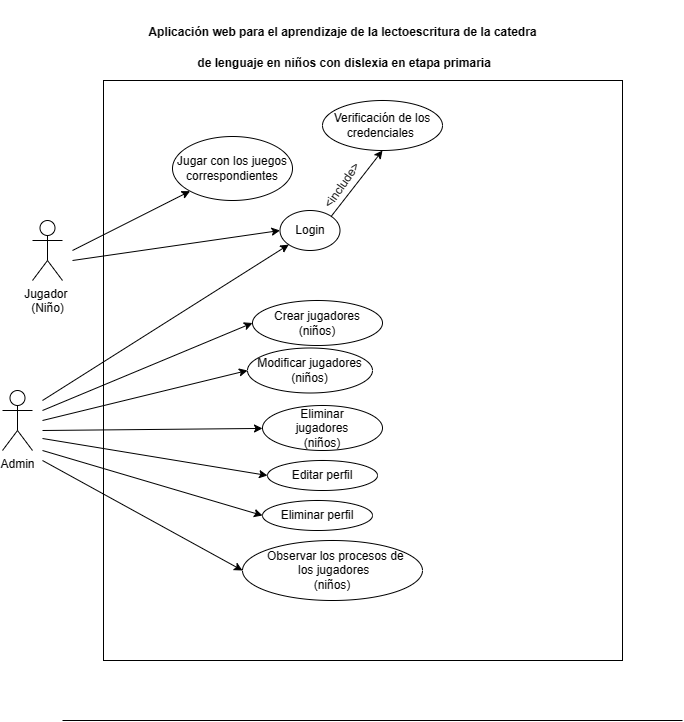 Aplicación web para el aprendizaje de la lectoescritura de la catedra
de lenguaje en niños con dislexia en etapa primaria
Verificación de los
credenciales
Jugar con los juegos
correspondientes
<include>
Login
Jugador
(Niño)
Crear jugadores
(niños)
Modificar jugadores
(niños)
Admin
Eliminar
jugadores
(niños)
Editar perfil
Eliminar perfil
Observar los procesos de
los jugadores
(niños)